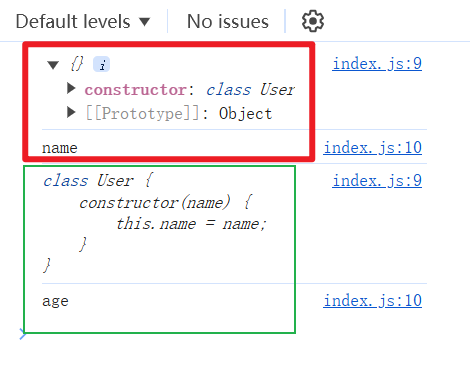 Default levels ▼ No issues
▼ {} i index.js:9
▶ constructor: class User
▶ [[Prototype]]: Object
name index.js:10
class User { index.js:9
constructor(name) {
this.name = name;
}
}
age index.js:10